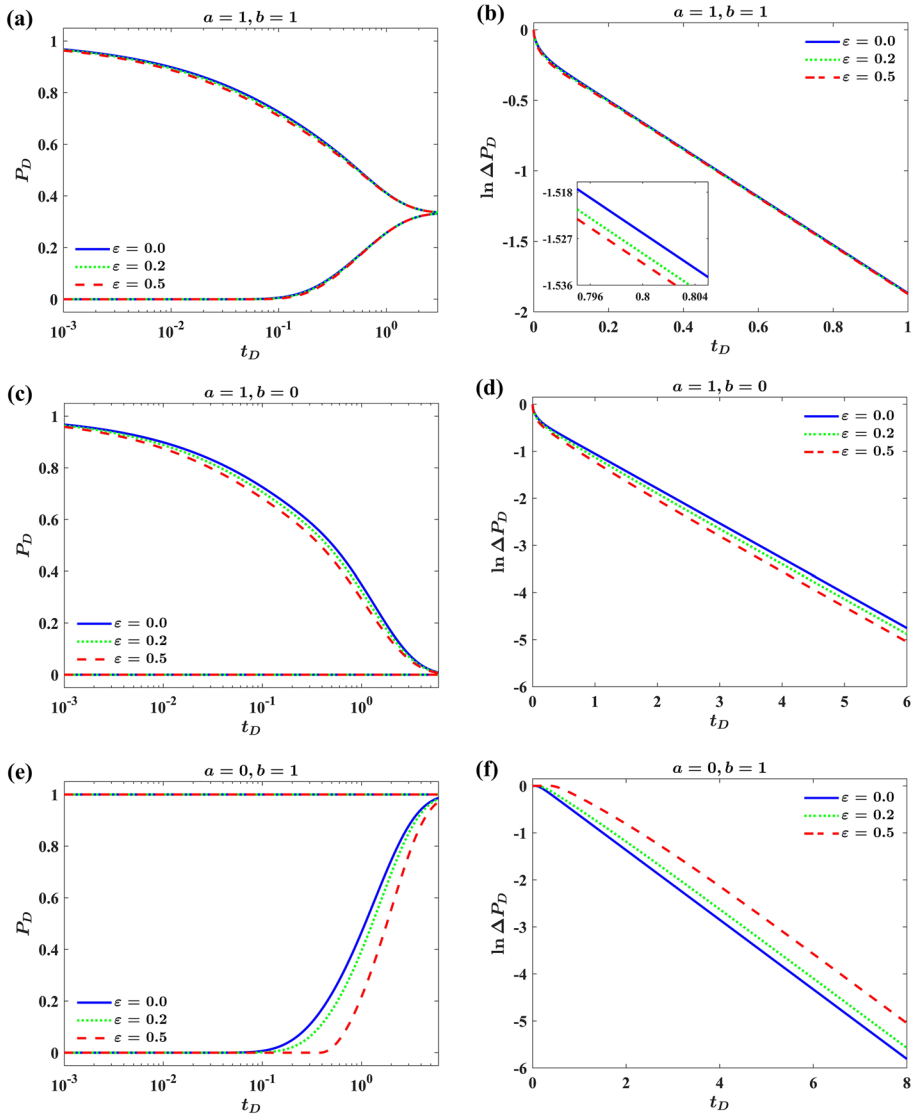 (a)
a = 1, b = 1
1
0.8
0.6
0.4
0.2
0
P_D
ε = 0.0
ε = 0.2
ε = 0.5
10^-3
10^-2
10^-1
10^0
t_D
(b)
a = 1, b = 1
0
-0.5
-1
-1.5
-2
ln ΔP_D
ε = 0.0
ε = 0.2
ε = 0.5
-1.518
-1.527
-1.536
0.796
0.8
0.804
0
0.2
0.4
0.6
0.8
1
t_D
(c)
a = 1, b = 0
1
0.8
0.6
0.4
0.2
0
P_D
ε = 0.0
ε = 0.2
ε = 0.5
10^-3
10^-2
10^-1
10^0
t_D
(d)
a = 1, b = 0
0
-1
-2
-3
-4
-5
-6
ln ΔP_D
ε = 0.0
ε = 0.2
ε = 0.5
0
1
2
3
4
5
6
t_D
(e)
a = 0, b = 1
1
0.8
0.6
0.4
0.2
0
P_D
ε = 0.0
ε = 0.2
ε = 0.5
10^-3
10^-2
10^-1
10^0
t_D
(f)
a = 0, b = 1
0
-1
-2
-3
-4
-5
-6
ln ΔP_D
ε = 0.0
ε = 0.2
ε = 0.5
0
2
4
6
8
t_D